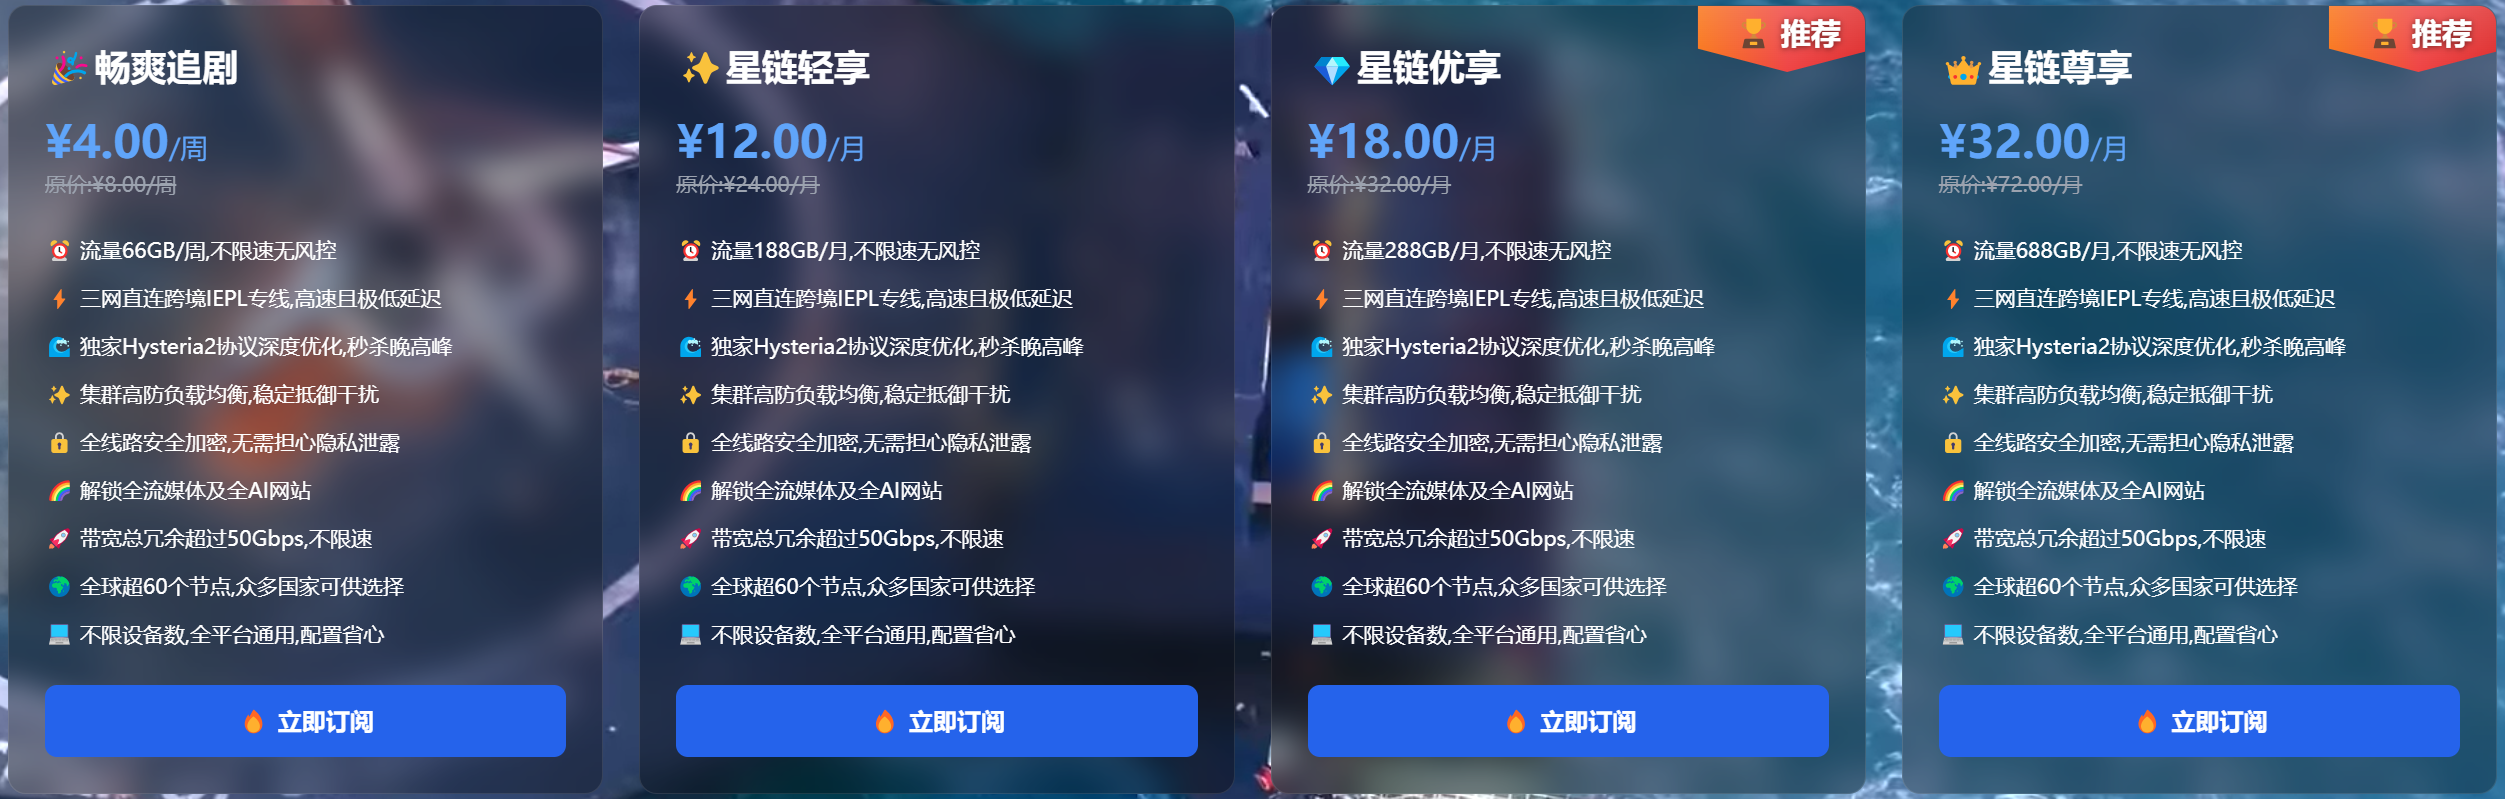 畅爽追剧
¥4.00/周
原价:¥8.00/周
流量66GB/周,不限速无风控
三网直连跨境IEPL专线,高速且极低延迟
独家Hysteria2协议深度优化,秒杀晚高峰
集群高防负载均衡,稳定抵御干扰
全线路安全加密,无需担心隐私泄露
解锁全流媒体及全AI网站
带宽总冗余超过50Gbps,不限速
全球超60个节点,众多国家可供选择
不限设备数,全平台通用,配置省心
立即订阅
星链轻享
¥12.00/月
原价:¥24.00/月
流量188GB/月,不限速无风控
三网直连跨境IEPL专线,高速且极低延迟
独家Hysteria2协议深度优化,秒杀晚高峰
集群高防负载均衡,稳定抵御干扰
全线路安全加密,无需担心隐私泄露
解锁全流媒体及全AI网站
带宽总冗余超过50Gbps,不限速
全球超60个节点,众多国家可供选择
不限设备数,全平台通用,配置省心
立即订阅
推荐
星链优享
¥18.00/月
原价:¥32.00/月
流量288GB/月,不限速无风控
三网直连跨境IEPL专线,高速且极低延迟
独家Hysteria2协议深度优化,秒杀晚高峰
集群高防负载均衡,稳定抵御干扰
全线路安全加密,无需担心隐私泄露
解锁全流媒体及全AI网站
带宽总冗余超过50Gbps,不限速
全球超60个节点,众多国家可供选择
不限设备数,全平台通用,配置省心
立即订阅
推荐
星链尊享
¥32.00/月
原价:¥72.00/月
流量688GB/月,不限速无风控
三网直连跨境IEPL专线,高速且极低延迟
独家Hysteria2协议深度优化,秒杀晚高峰
集群高防负载均衡,稳定抵御干扰
全线路安全加密,无需担心隐私泄露
解锁全流媒体及全AI网站
带宽总冗余超过50Gbps,不限速
全球超60个节点,众多国家可供选择
不限设备数,全平台通用,配置省心
立即订阅